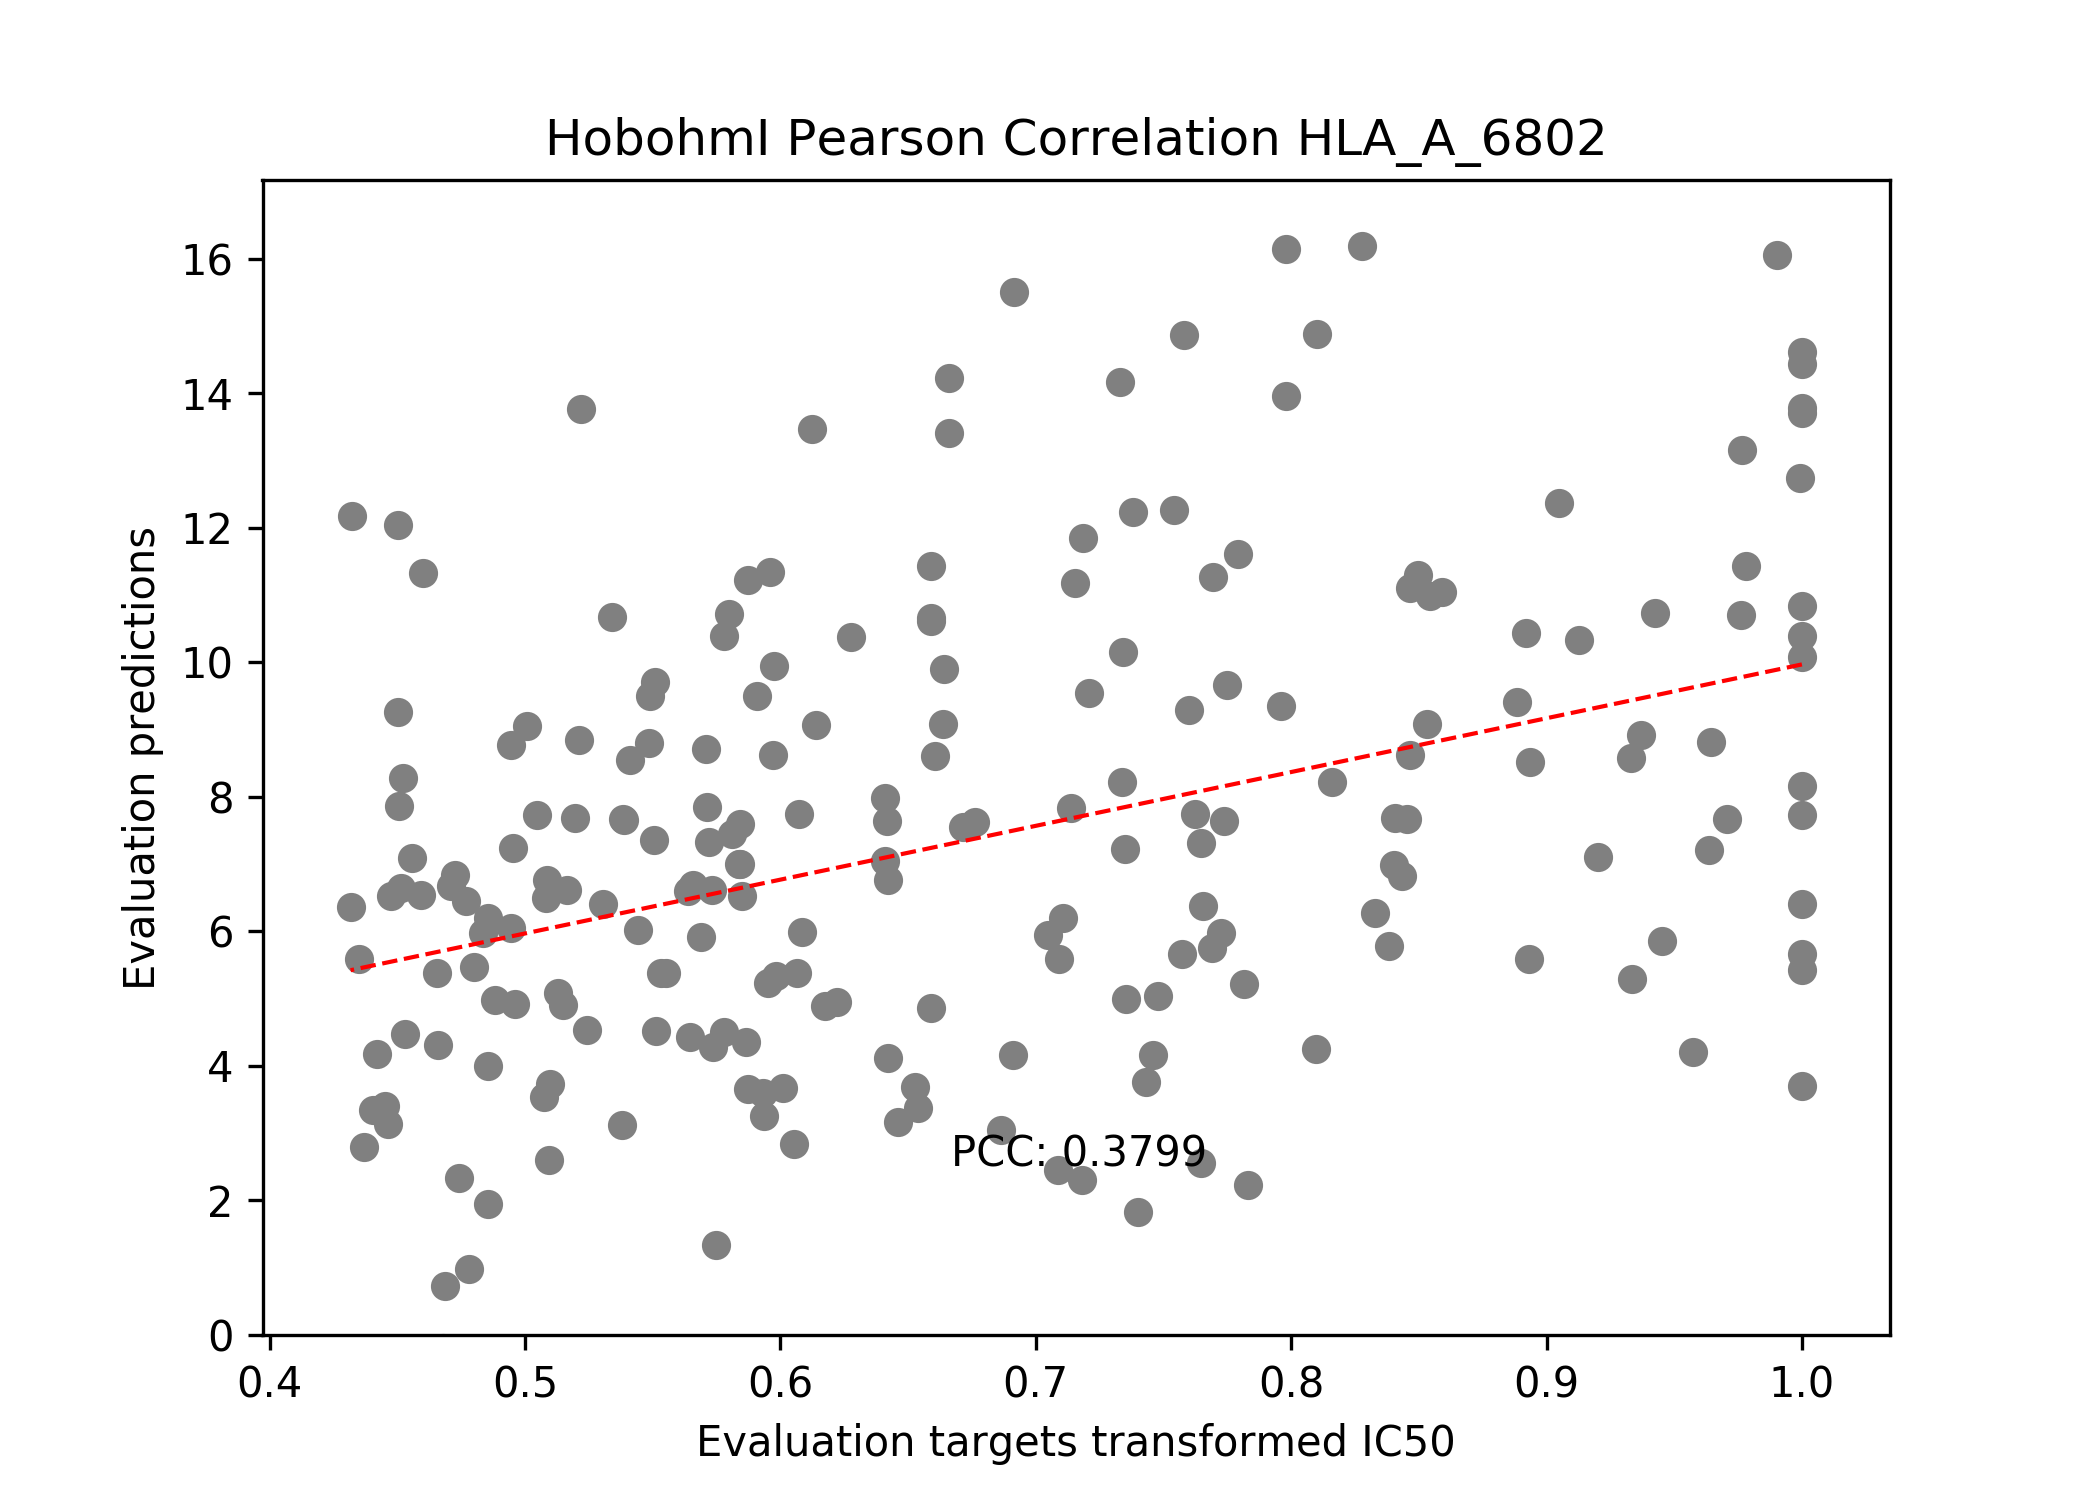 HobohmI Pearson Correlation HLA_A_6802
Evaluation predictions
16
14
12
10
8
6
4
2
0
PCC: 0.3799
0.4 0.5 0.6 0.7 0.8 0.9 1.0
Evaluation targets transformed IC50